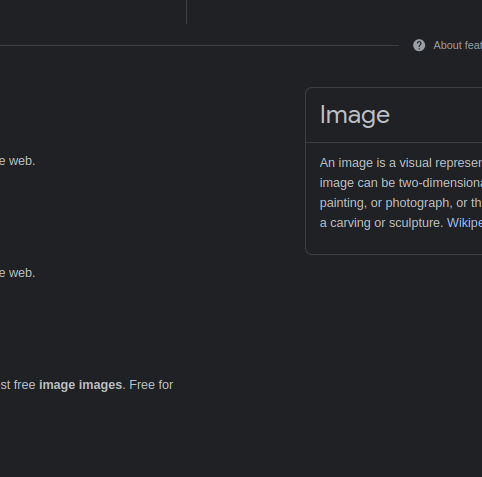 About feat
Image
e web.
An image is a visual represen
image can be two-dimensiona
painting, or photograph, or th
a carving or sculpture. Wikipe
e web.
st free image images. Free for